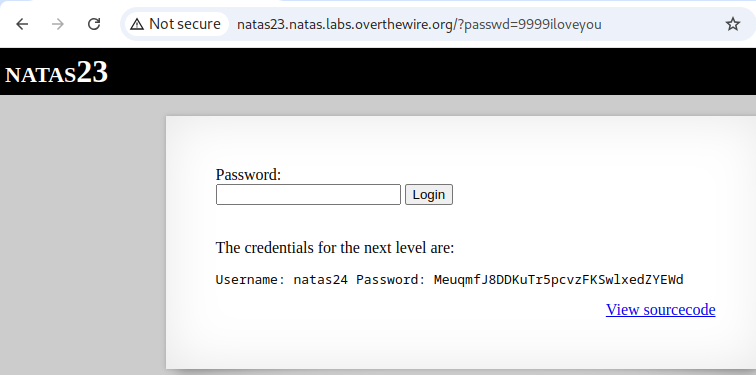 Not secure natas23.natas.labs.overthewire.org/?passwd=9999iloveyou
NATAS23
Password:
Login
The credentials for the next level are:
Username: natas24 Password: MeuqmfJ8DDKuTr5pcvzFKSwlxedZYEWd
View sourcecode